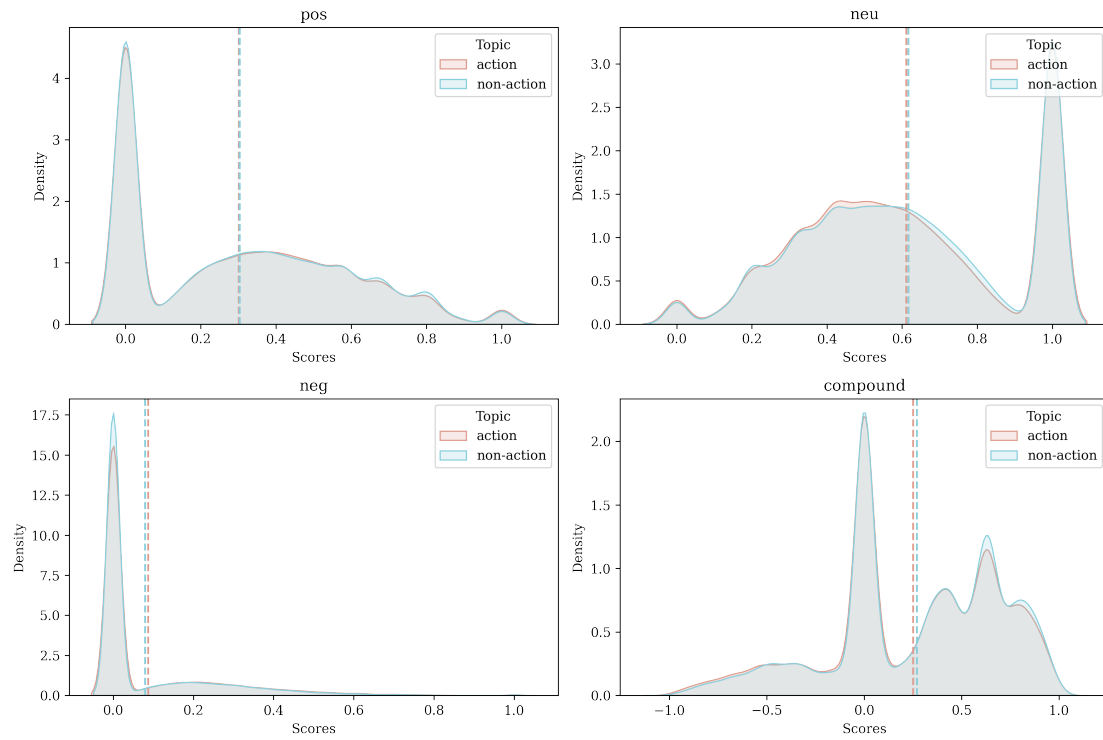 pos
Topic
action
non-action
Density
4
3
2
1
0
0.0 0.2 0.4 0.6 0.8 1.0
Scores
neu
Topic
action
non-action
Density
3.0
2.5
2.0
1.5
1.0
0.5
0.0
0.0 0.2 0.4 0.6 0.8 1.0
Scores
neg
Topic
action
non-action
Density
17.5
15.0
12.5
10.0
7.5
5.0
2.5
0.0
0.0 0.2 0.4 0.6 0.8 1.0
Scores
compound
Topic
action
non-action
Density
2.0
1.5
1.0
0.5
0.0
−1.0 −0.5 0.0 0.5 1.0
Scores